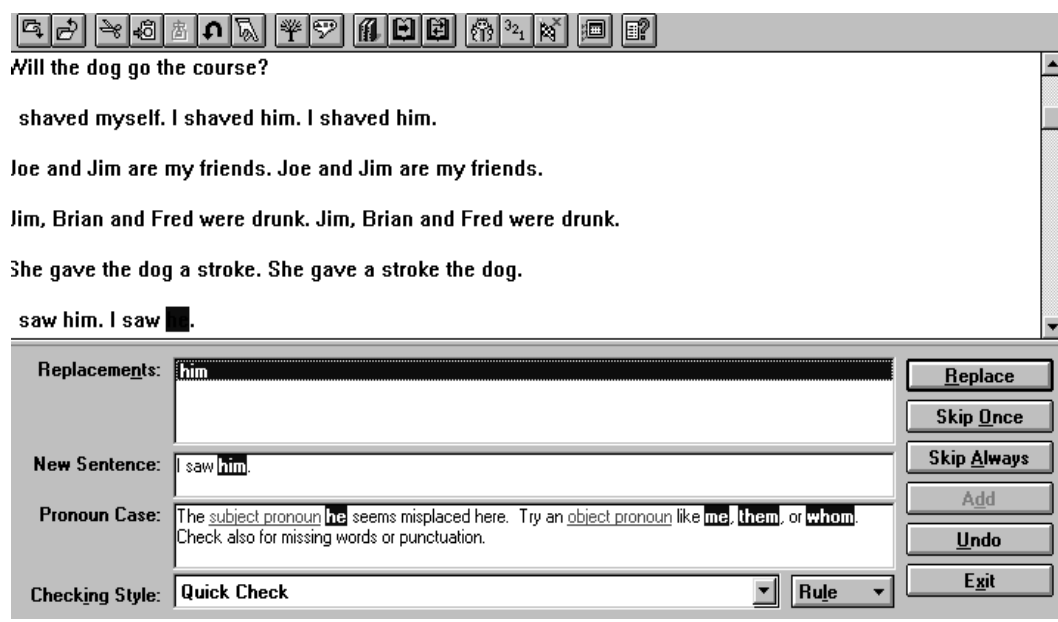 Will the dog go the course?
shaved myself. I shaved him. I shaved him.
Joe and Jim are my friends. Joe and Jim are my friends.
Jim, Brian and Fred were drunk. Jim, Brian and Fred were drunk.
She gave the dog a stroke. She gave a stroke the dog.
saw him. I saw he.
Replacements: him
Replace
Skip Once
New Sentence: I saw him.
Skip Always
Add
Pronoun Case: The subject pronoun he seems misplaced here. Try an object pronoun like me, them, or whom.
Check also for missing words or punctuation.
Undo
Exit
Checking Style: Quick Check
Rule